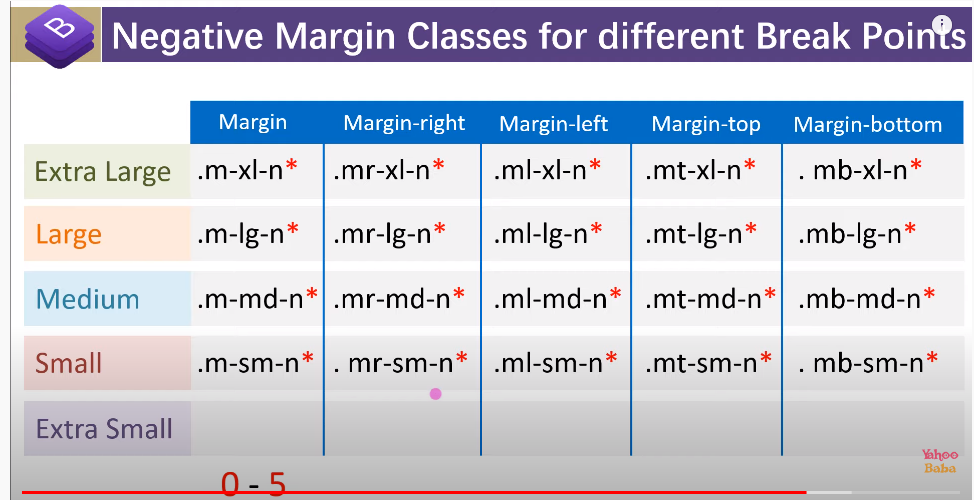 B
Negative Margin Classes for different Break Points
Margin Margin-right Margin-left Margin-top Margin-bottom
Extra Large .m-xl-n* .mr-xl-n* .ml-xl-n* .mt-xl-n* . mb-xl-n*
Large .m-lg-n* .mr-lg-n* .ml-lg-n* .mt-lg-n* .mb-lg-n*
Medium .m-md-n* .mr-md-n* .ml-md-n* .mt-md-n* .mb-md-n*
Small .m-sm-n* . mr-sm-n* .ml-sm-n* .mt-sm-n* . mb-sm-n*
Extra Small
Yahoo
Baba
0 - 5